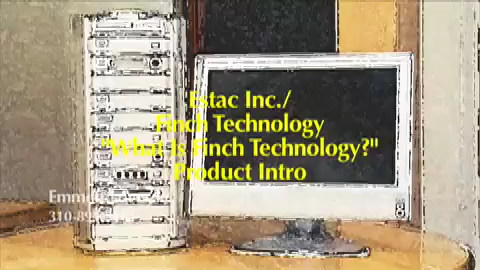 Estac Inc./
Finch Technology
"What Is Finch Technology?"
Product Intro